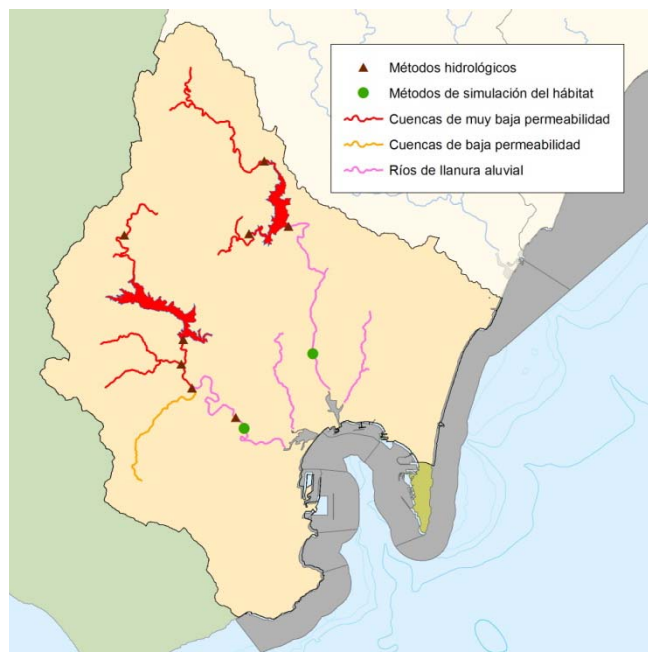 Métodos hidrológicos
Métodos de simulación del hábitat
Cuencas de muy baja permeabilidad
Cuencas de baja permeabilidad
Ríos de llanura aluvial